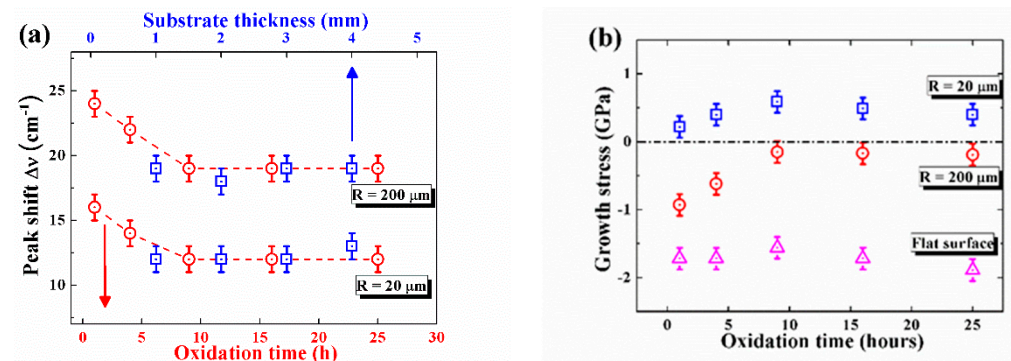 (a)
Substrate thickness (mm)
0 1 2 3 4 5
Peak shift Δν (cm⁻¹)
25
20
15
10
R = 200 μm
R = 20 μm
0 5 10 15 20 25 30
Oxidation time (h)
(b)
Growth stress (GPa)
1
0
-1
-2
R = 20 μm
R = 200 μm
Flat surface
0 5 10 15 20 25
Oxidation time (hours)